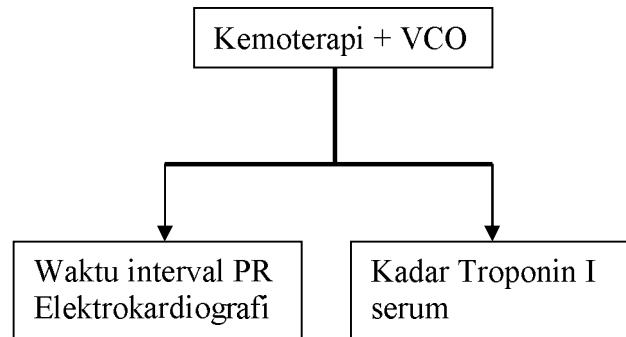 Kemoterapi + VCO
Waktu interval PR
Elektrokardiografi
Kadar Troponin I
serum